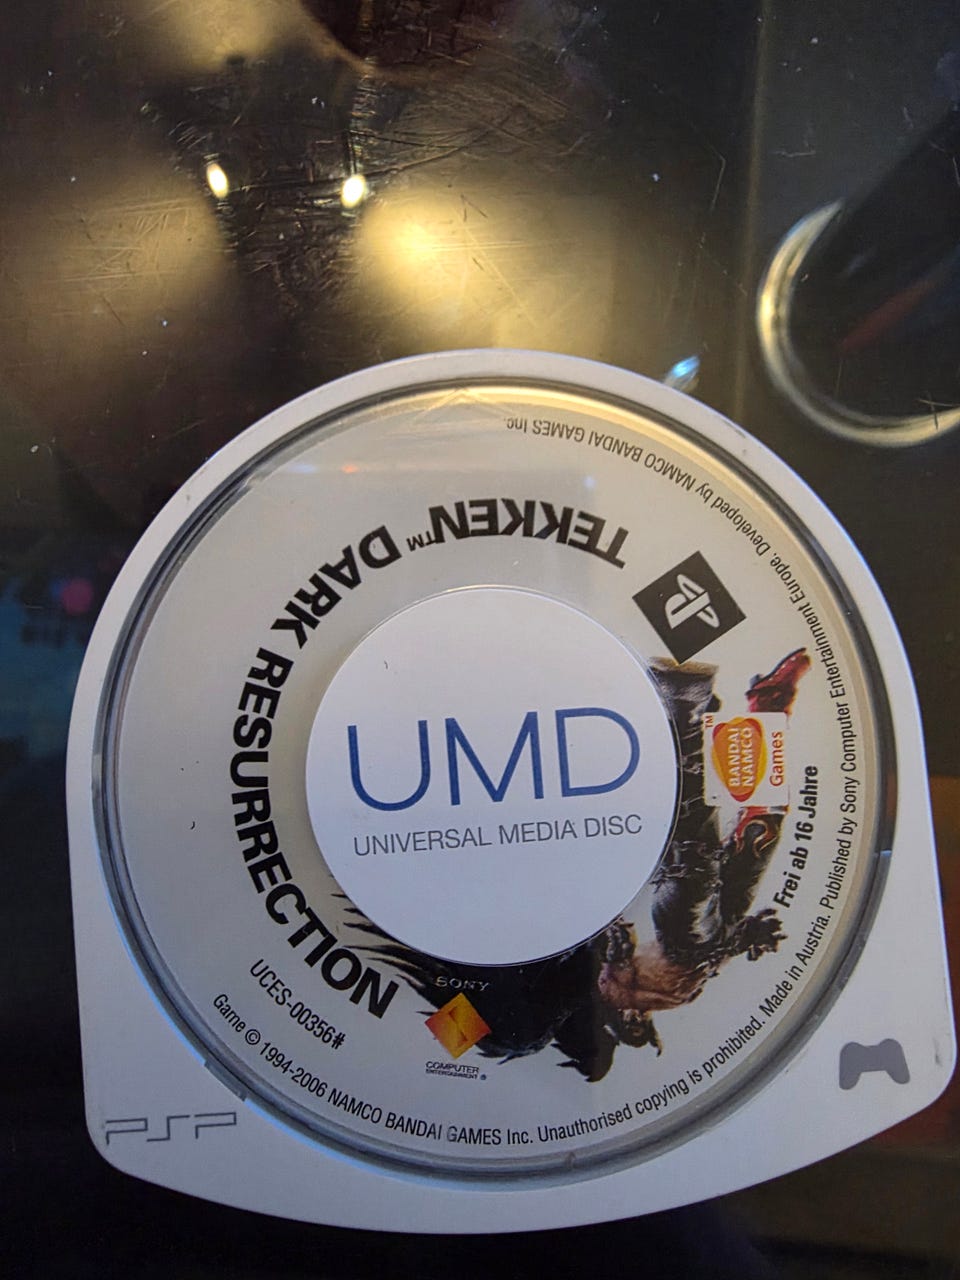 TEKKEN™ DARK RESURRECTION
UMD
UNIVERSAL MEDIA DISC
BANDAI
NAMCO
Games
TM
Frei ab 16 Jahre
UCES-00356#
SONY
COMPUTER
ENTERTAINMENT ®
Game © 1994-2006 NAMCO BANDAI GAMES Inc. Unauthorised copying is prohibited. Made in Austria. Published by Sony Computer Entertainment Europe. Developed by NAMCO BANDAI GAMES Inc.
PSP